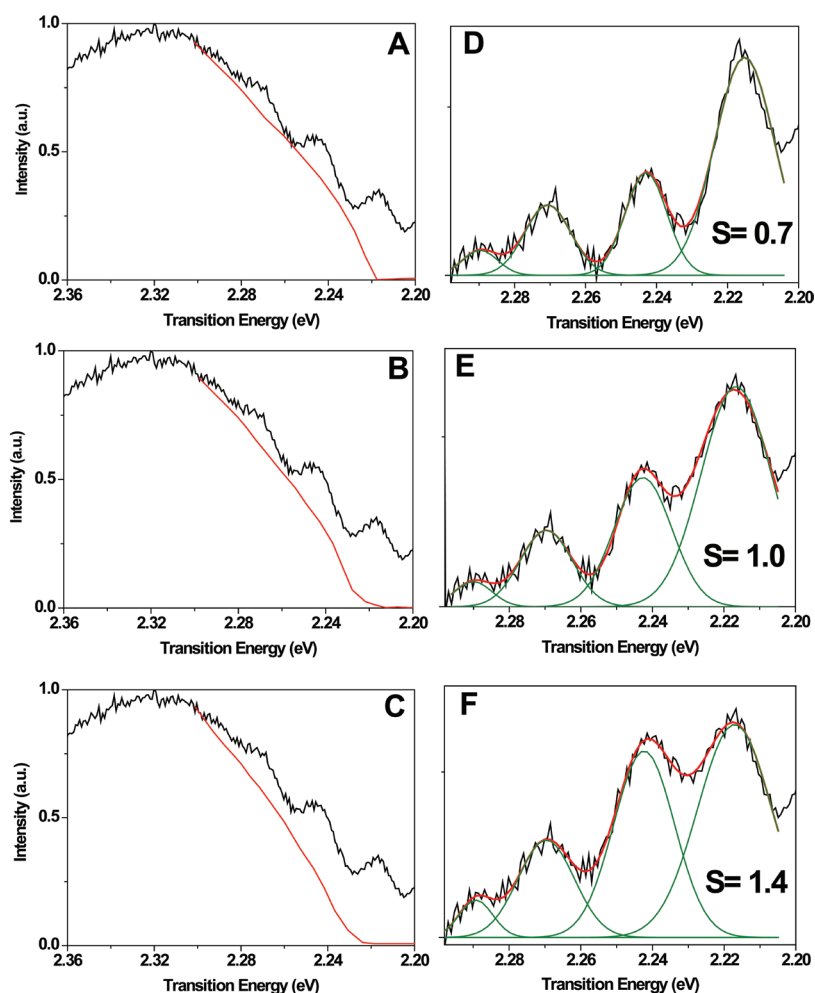 A
1.0
0.5
0.0
Intensity (a.u.)
2.36 2.32 2.28 2.24 2.20
Transition Energy (eV)
D
S= 0.7
2.28 2.26 2.24 2.22 2.20
Transition Energy (eV)
B
1.0
0.5
0.0
Intensity (a.u.)
2.36 2.32 2.28 2.24 2.20
Transition Energy (eV)
E
S= 1.0
2.28 2.26 2.24 2.22 2.20
Transition Energy (eV)
C
1.0
0.5
0.0
Intensity (a.u.)
2.36 2.32 2.28 2.24 2.20
Transition Energy (eV)
F
S= 1.4
2.28 2.26 2.24 2.22 2.20
Transition Energy (eV)